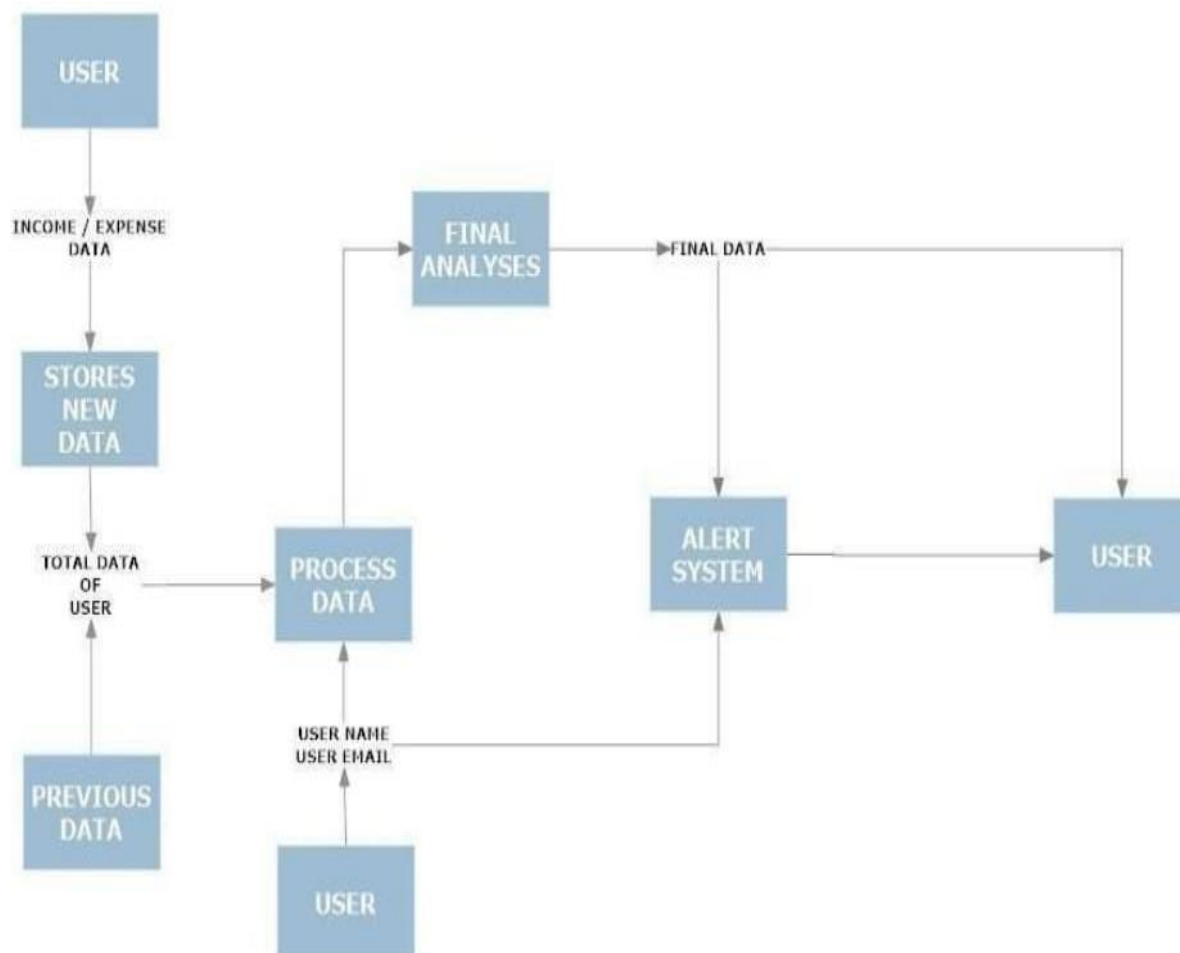 USER
INCOME / EXPENSE
DATA
STORES
NEW
DATA
TOTAL DATA
OF
USER
PREVIOUS
DATA
PROCESS
DATA
USER NAME
USER EMAIL
USER
FINAL
ANALYSES
FINAL DATA
ALERT
SYSTEM
USER